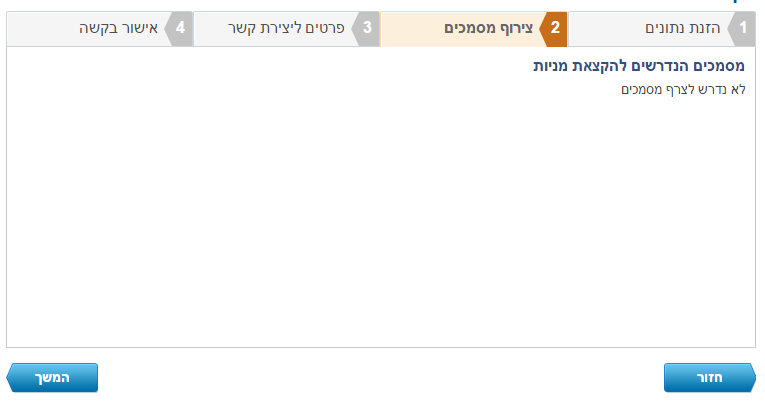 1 הזנת נתונים
2 צירוף מסמכים
3 פרטים ליצירת קשר
4 אישור בקשה
מסמכים הנדרשים להקצאת מניות
לא נדרש לצרף מסמכים
חזור
המשך